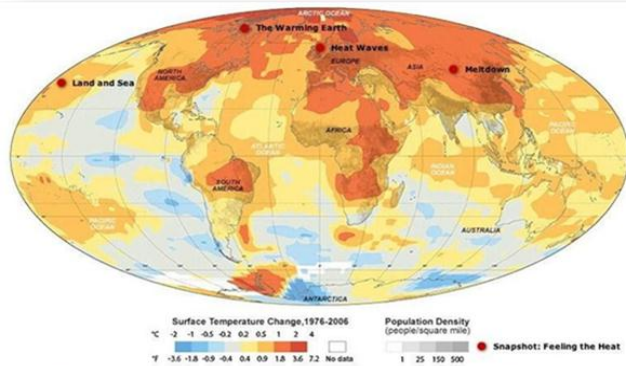 ARCTIC OCEAN
The Warming Earth
Heat Waves
EUROPE
NORTH
AMERICA
ASIA
Meltdown
Land and Sea
AFRICA
PACIFIC
OCEAN
ATLANTIC
OCEAN
INDIAN
OCEAN
SOUTH
AMERICA
PACIFIC
OCEAN
AUSTRALIA
ANTARCTICA
Surface Temperature Change,1976-2006
°C -2 -1 -0.5 -0.2 0.2 0.5 1 2 4
°F -3.6 -1.8 -0.9 -0.4 0.4 0.9 1.8 3.6 7.2 No data
Population Density
(people/square mile)
1 25 150 500
Snapshot: Feeling the Heat